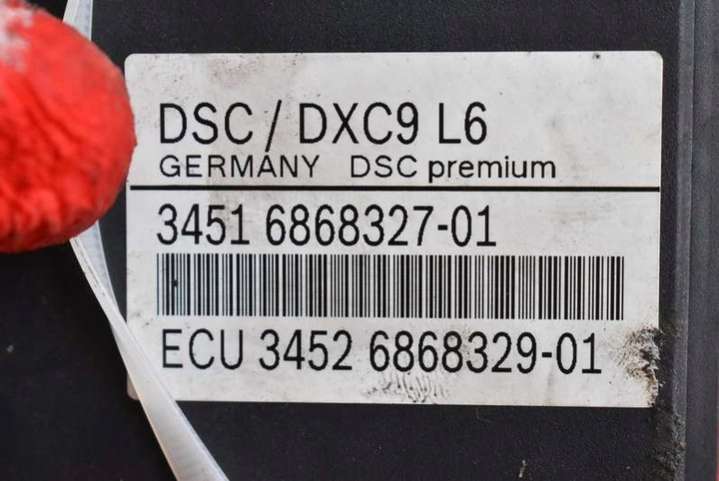 DSC / DXC9 L6
GERMANY DSC premium
3451 6868327-01
ECU 3452 6868329-01